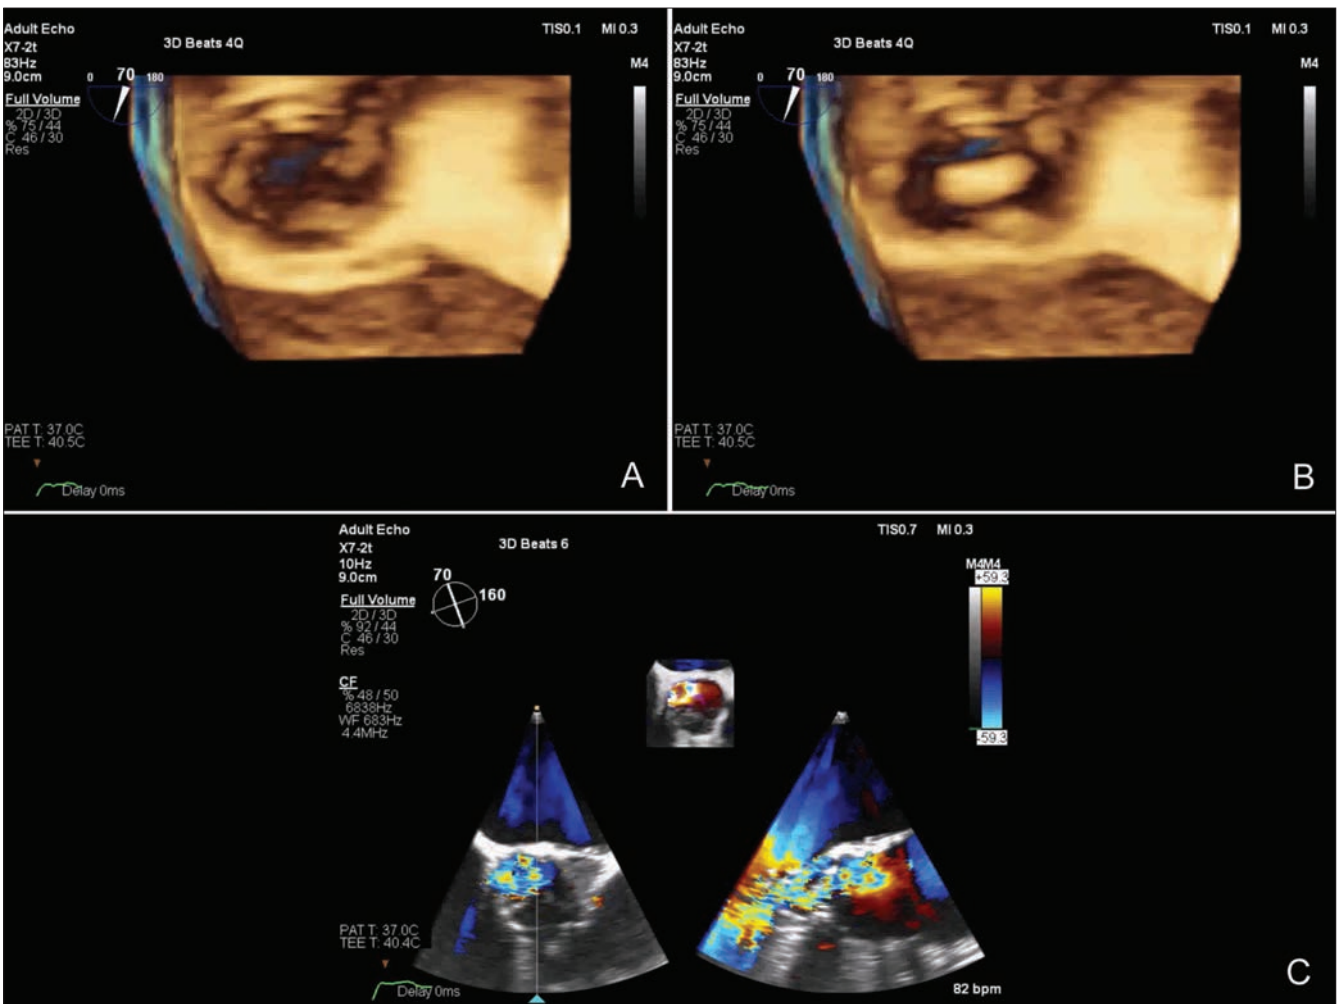 Adult Echo
X7-2t
83Hz
9.0cm
3D Beats 4Q
TIS0.1 MI 0.3
M4
0 70 180
Full Volume
2D / 3D
% 75 / 44
C 46 / 30
Res
PAT T: 37.0C
TEE T: 40.5C
Delay 0ms
A
Adult Echo
X7-2t
83Hz
9.0cm
3D Beats 4Q
TIS0.1 MI 0.3
M4
0 70 180
Full Volume
2D / 3D
% 75 / 44
C 46 / 30
Res
PAT T: 37.0C
TEE T: 40.5C
Delay 0ms
B
Adult Echo
X7-2t
10Hz
9.0cm
3D Beats 6
TIS0.7 MI 0.3
M4M4
+59.3
-59.3
70
160
Full Volume
2D / 3D
% 92 / 44
C 46 / 30
Res
CF
% 48 / 50
6838Hz
WF 683Hz
4.4MHz
PAT T: 37.0C
TEE T: 40.4C
Delay 0ms
82 bpm
C